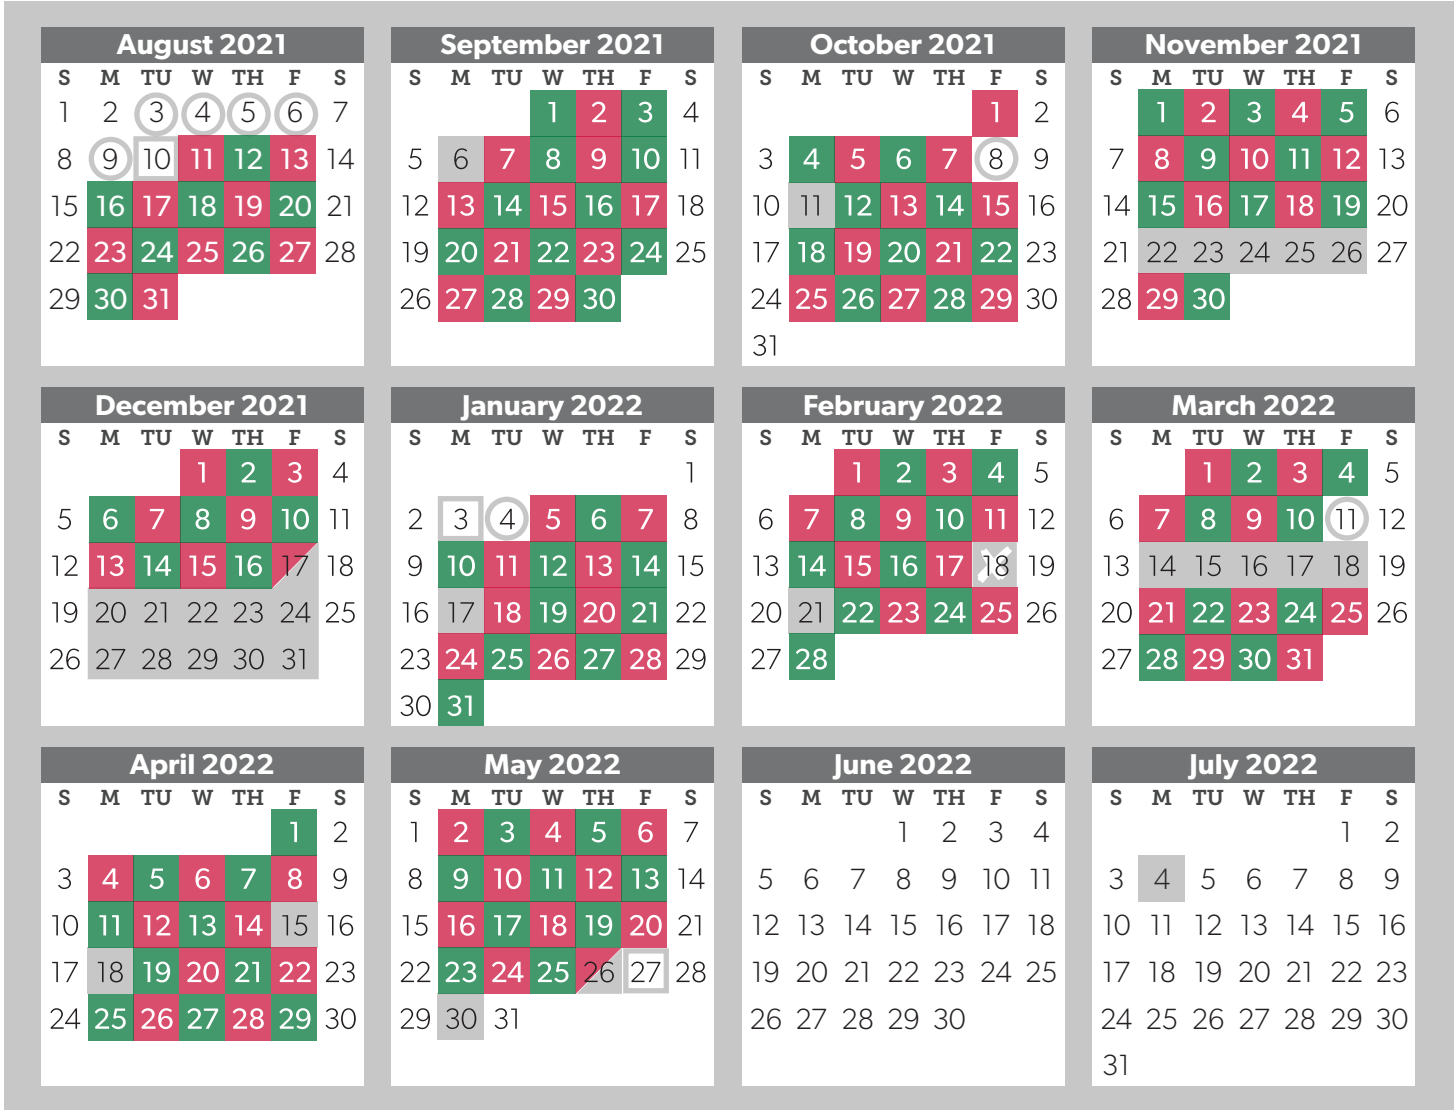 August 2021
S M TU W TH F S
1 2 3 4 5 6 7
8 9 10 11 12 13 14
15 16 17 18 19 20 21
22 23 24 25 26 27 28
29 30 31
September 2021
S M TU W TH F S
1 2 3 4
5 6 7 8 9 10 11
12 13 14 15 16 17 18
19 20 21 22 23 24 25
26 27 28 29 30
October 2021
S M TU W TH F S
1 2
3 4 5 6 7 8 9
10 11 12 13 14 15 16
17 18 19 20 21 22 23
24 25 26 27 28 29 30
31
November 2021
S M TU W TH F S
1 2 3 4 5 6
7 8 9 10 11 12 13
14 15 16 17 18 19 20
21 22 23 24 25 26 27
28 29 30
December 2021
S M TU W TH F S
1 2 3 4
5 6 7 8 9 10 11
12 13 14 15 16 17 18
19 20 21 22 23 24 25
26 27 28 29 30 31
January 2022
S M TU W TH F S
1
2 3 4 5 6 7 8
9 10 11 12 13 14 15
16 17 18 19 20 21 22
23 24 25 26 27 28 29
30 31
February 2022
S M TU W TH F S
1 2 3 4 5
6 7 8 9 10 11 12
13 14 15 16 17 18 19
20 21 22 23 24 25 26
27 28
March 2022
S M TU W TH F S
1 2 3 4 5
6 7 8 9 10 11 12
13 14 15 16 17 18 19
20 21 22 23 24 25 26
27 28 29 30 31
April 2022
S M TU W TH F S
1 2
3 4 5 6 7 8 9
10 11 12 13 14 15 16
17 18 19 20 21 22 23
24 25 26 27 28 29 30
May 2022
S M TU W TH F S
1 2 3 4 5 6 7
8 9 10 11 12 13 14
15 16 17 18 19 20 21
22 23 24 25 26 27 28
29 30 31
June 2022
S M TU W TH F S
1 2 3 4
5 6 7 8 9 10 11
12 13 14 15 16 17 18
19 20 21 22 23 24 25
26 27 28 29 30
July 2022
S M TU W TH F S
1 2
3 4 5 6 7 8 9
10 11 12 13 14 15 16
17 18 19 20 21 22 23
24 25 26 27 28 29 30
31